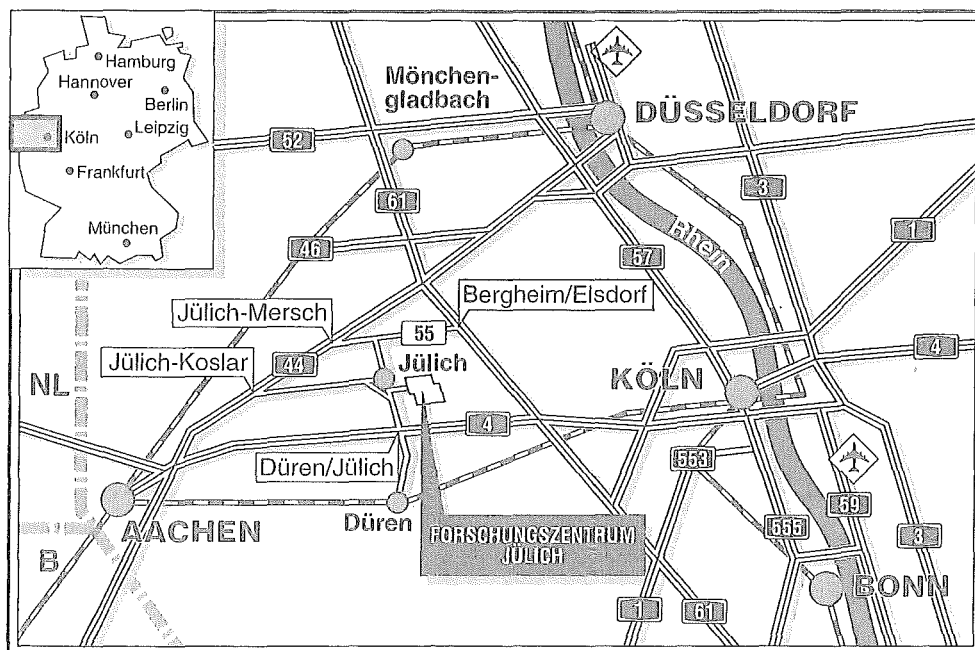 Hamburg
Hannover
Berlin
Köln
Leipzig
Frankfurt
München
Mönchen-
gladbach
DÜSSELDORF
52
61
3
1
46
57
Rhein
Bergheim/Elsdorf
Jülich-Mersch
55
Jülich
Jülich-Koslar
44
4
NL
KÖLN
4
Düren/Jülich
553
Düren
AACHEN
FORSCHUNGSZENTRUM
JÜLICH
B
555
59
3
BONN
1
61